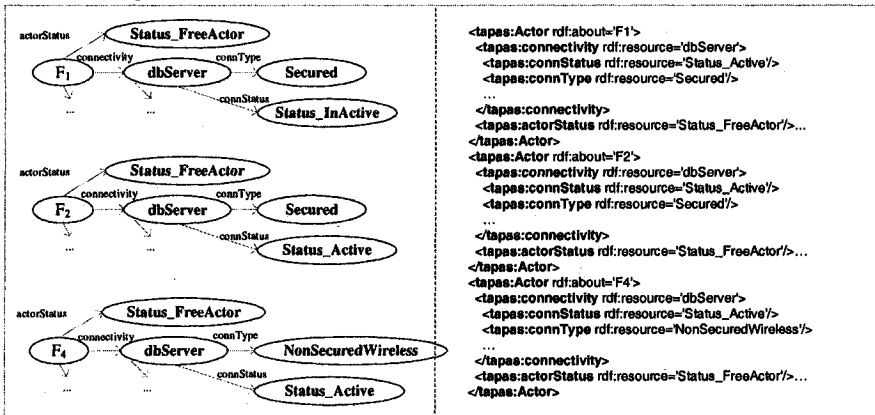 actorStatus
Status_FreeActor
connectivity
connType
F1
dbServer
Secured
connStatus
...
...
Status_InActive
actorStatus
Status_FreeActor
connectivity
connType
F2
dbServer
Secured
connStatus
...
...
Status_Active
actorStatus
Status_FreeActor
connectivity
connType
F4
dbServer
NonSecuredWireless
connStatus
...
...
Status_Active
<tapas:Actor rdf:about='F1'>
<tapas:connectivity rdf:resource='dbServer'>
<tapas:connStatus rdf:resource='Status_Active'/>
<tapas:connType rdf:resource='Secured'/>
...
</tapas:connectivity>
<tapas:actorStatus rdf:resource='Status_FreeActor'/>...
</tapas:Actor>
<tapas:Actor rdf:about='F2'>
<tapas:connectivity rdf:resource='dbServer'>
<tapas:connStatus rdf:resource='Status_Active'/>
<tapas:connType rdf:resource='Secured'/>
...
</tapas:connectivity>
<tapas:actorStatus rdf:resource='Status_FreeActor'/>...
</tapas:Actor>
<tapas:Actor rdf:about='F4'>
<tapas:connectivity rdf:resource='dbServer'>
<tapas:connStatus rdf:resource='Status_Active'/>
<tapas:connType rdf:resource='NonSecuredWireless'/>
...
</tapas:connectivity>
<tapas:actorStatus rdf:resource='Status_FreeActor'/>...
</tapas:Actor>